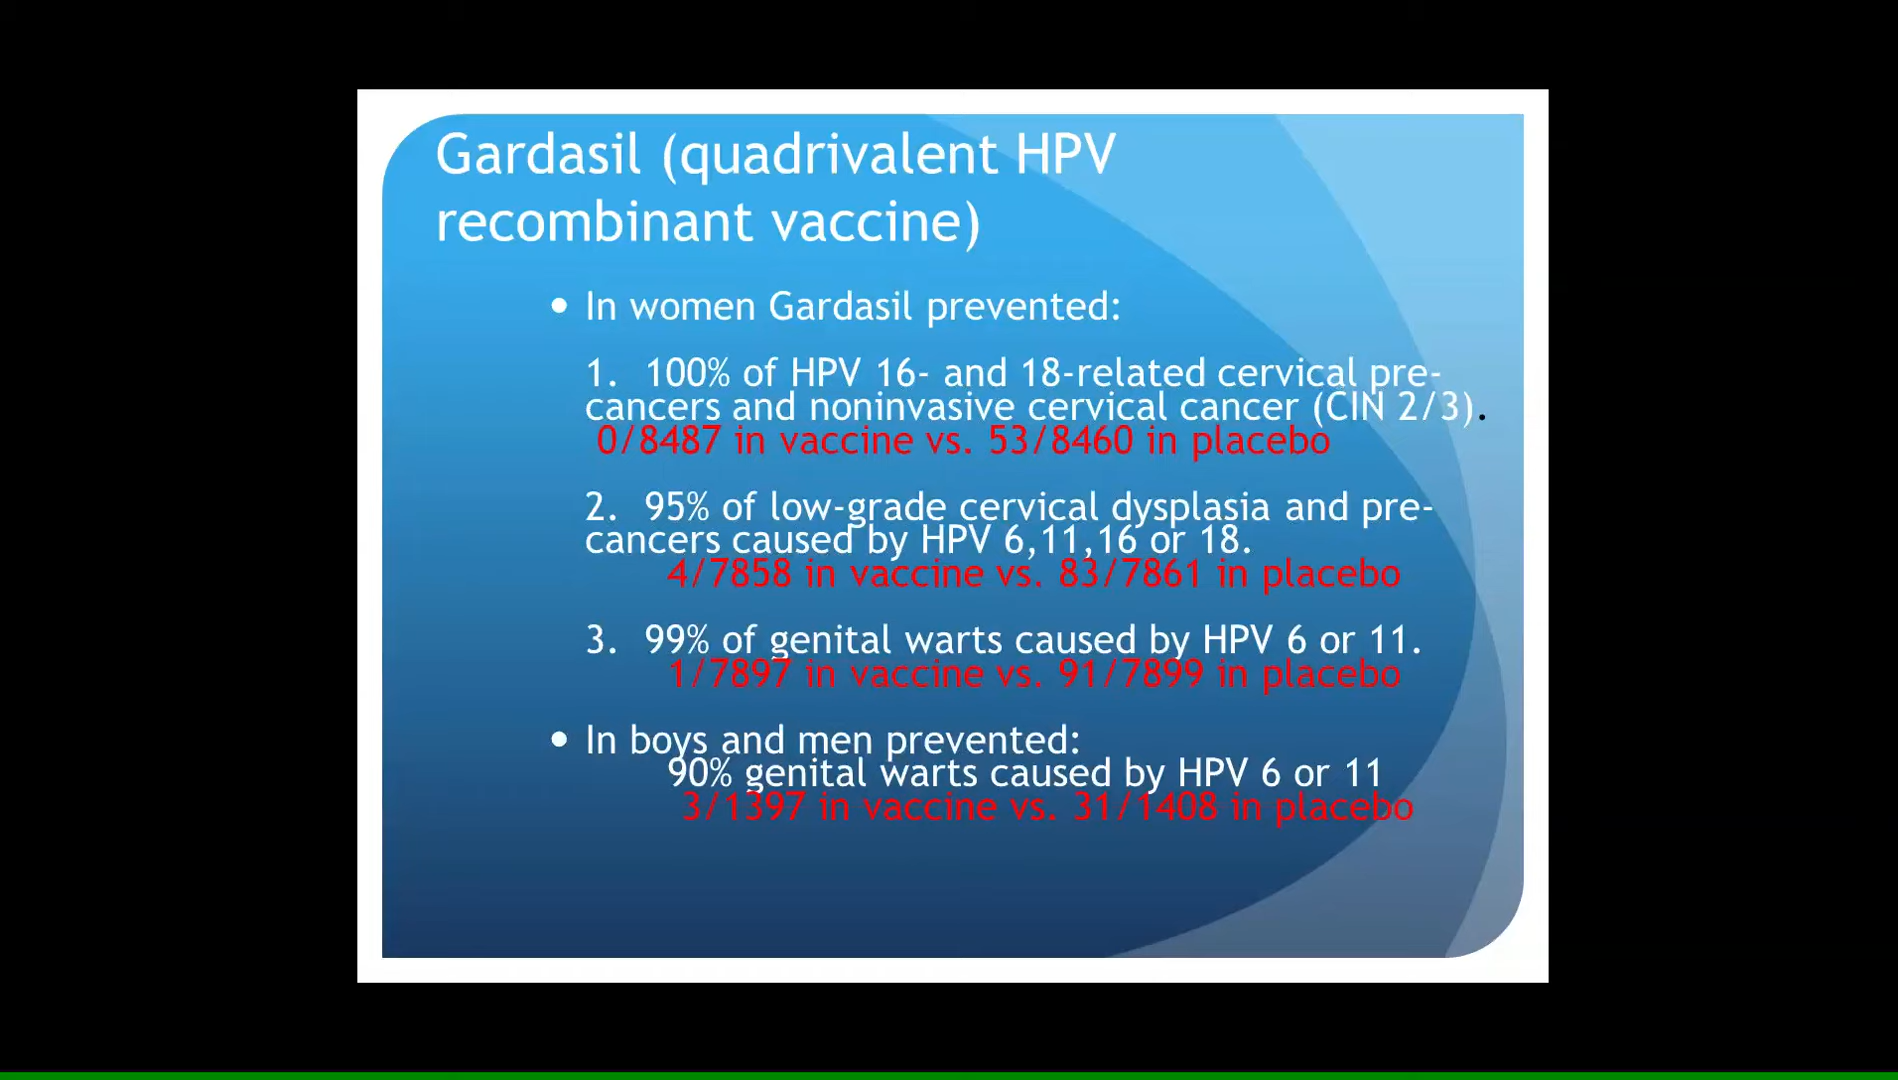 Gardasil (quadrivalent HPV
recombinant vaccine)
• In women Gardasil prevented:
1. 100% of HPV 16- and 18-related cervical pre-
cancers and noninvasive cervical cancer (CIN 2/3).
0/8487 in vaccine vs. 53/8460 in placebo
2. 95% of low-grade cervical dysplasia and pre-
cancers caused by HPV 6,11,16 or 18.
4/7858 in vaccine vs. 83/7861 in placebo
3. 99% of genital warts caused by HPV 6 or 11.
1/7897 in vaccine vs. 91/7899 in placebo
• In boys and men prevented:
90% genital warts caused by HPV 6 or 11
3/1397 in vaccine vs. 31/1408 in placebo